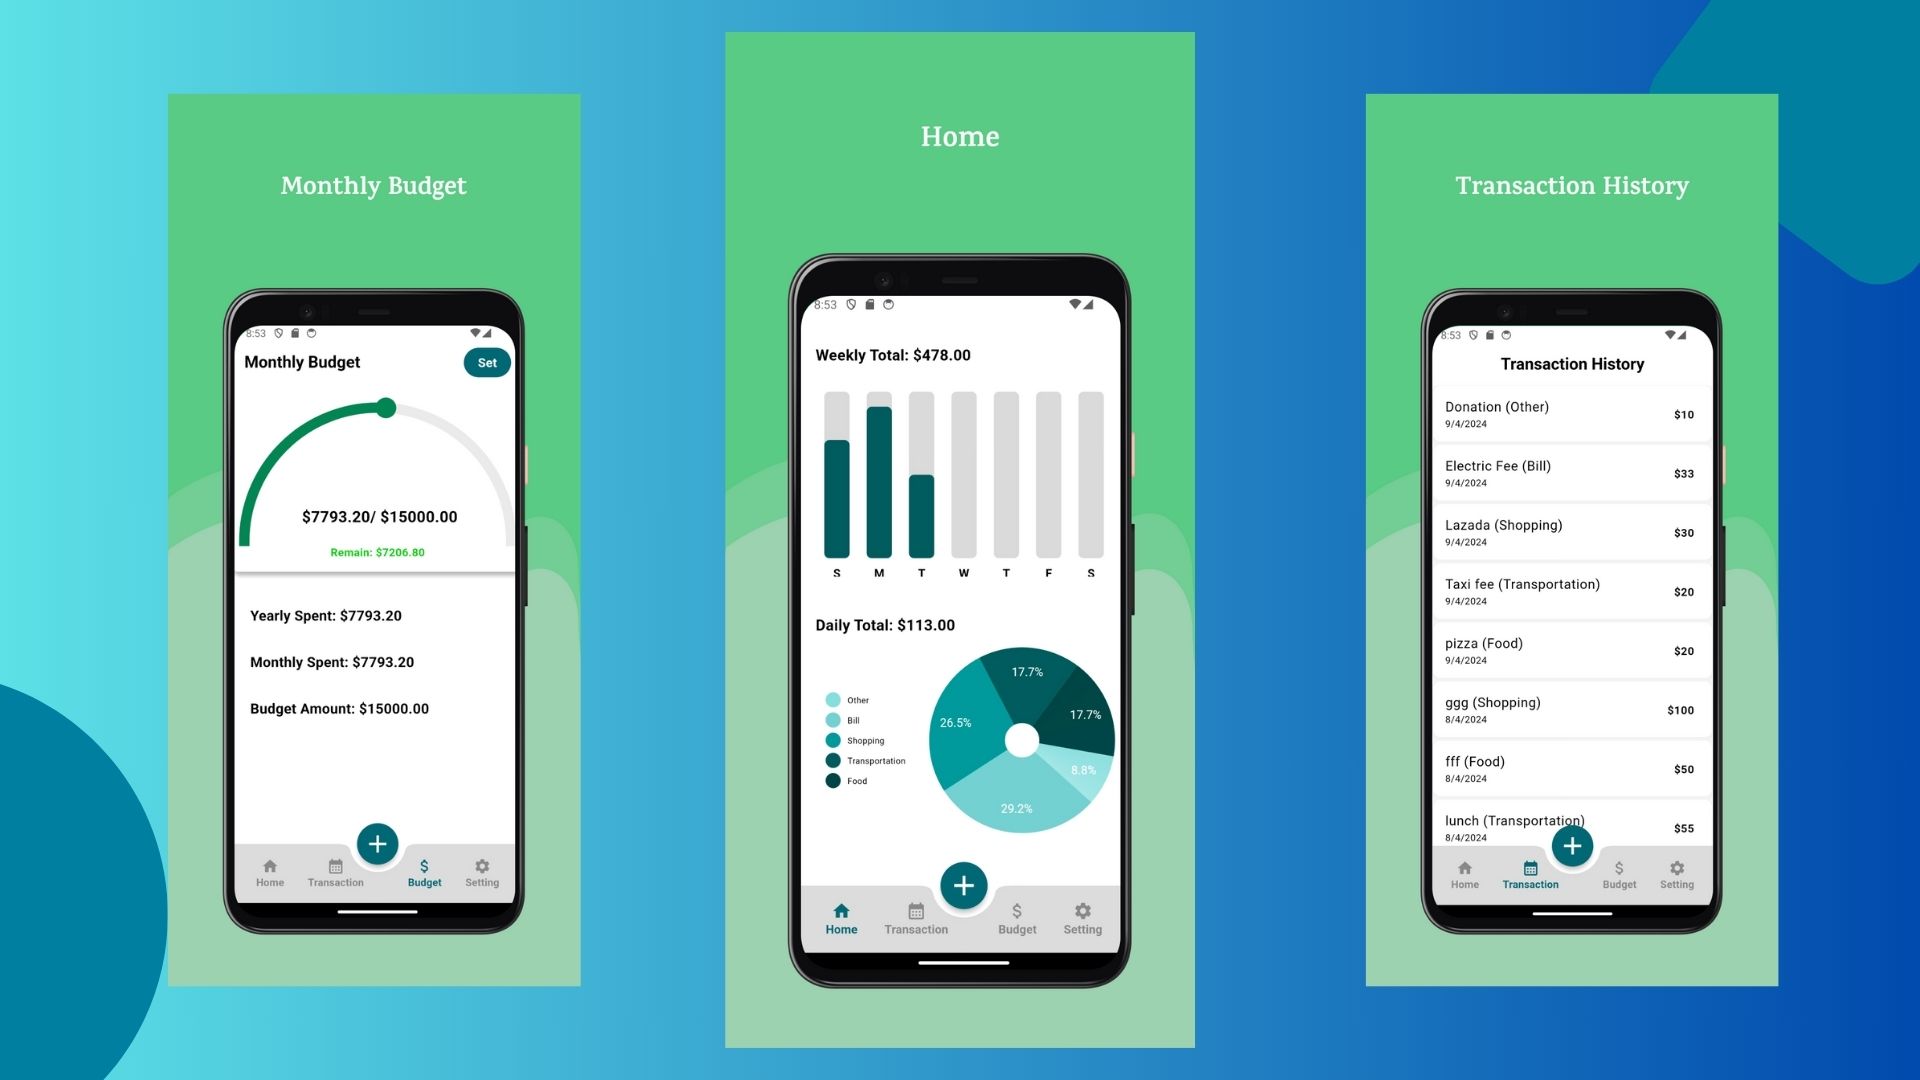 Monthly Budget
8:53
Monthly Budget
Set
$7793.20/ $15000.00
Remain: $7206.80
Yearly Spent: $7793.20
Monthly Spent: $7793.20
Budget Amount: $15000.00
+
Home Transaction $ Budget Setting
Home
8:53
Weekly Total: $478.00
S M T W T F S
Daily Total: $113.00
Other
Bill
Shopping
Transportation
Food
17.7%
17.7%
26.5%
8.8%
29.2%
+
Home Transaction $ Budget Setting
Transaction History
8:53
Transaction History
Donation (Other)
9/4/2024
$10
Electric Fee (Bill)
9/4/2024
$33
Lazada (Shopping)
9/4/2024
$30
Taxi fee (Transportation)
9/4/2024
$20
pizza (Food)
9/4/2024
$20
ggg (Shopping)
8/4/2024
$100
fff (Food)
8/4/2024
$50
lunch (Transportation)
8/4/2024
$55
+
Home Transaction $ Budget Setting